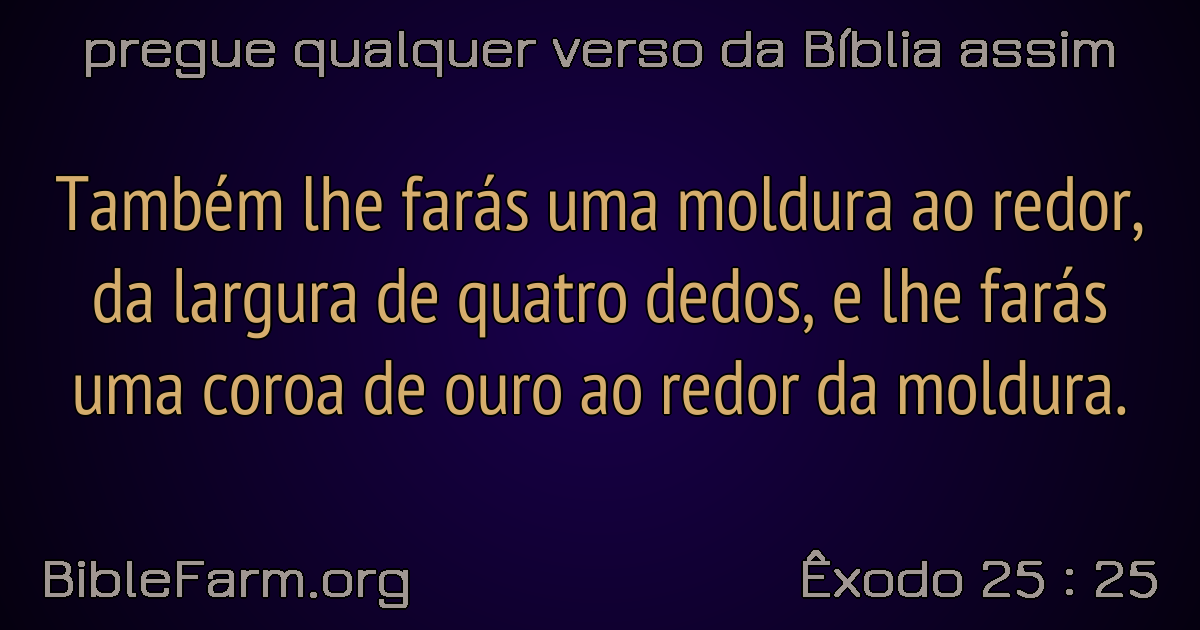 pregue qualquer verso da Bíblia assim
Também lhe farás uma moldura ao redor,
da largura de quatro dedos, e lhe farás
uma coroa de ouro ao redor da moldura.
BibleFarm.org
Êxodo 25 : 25